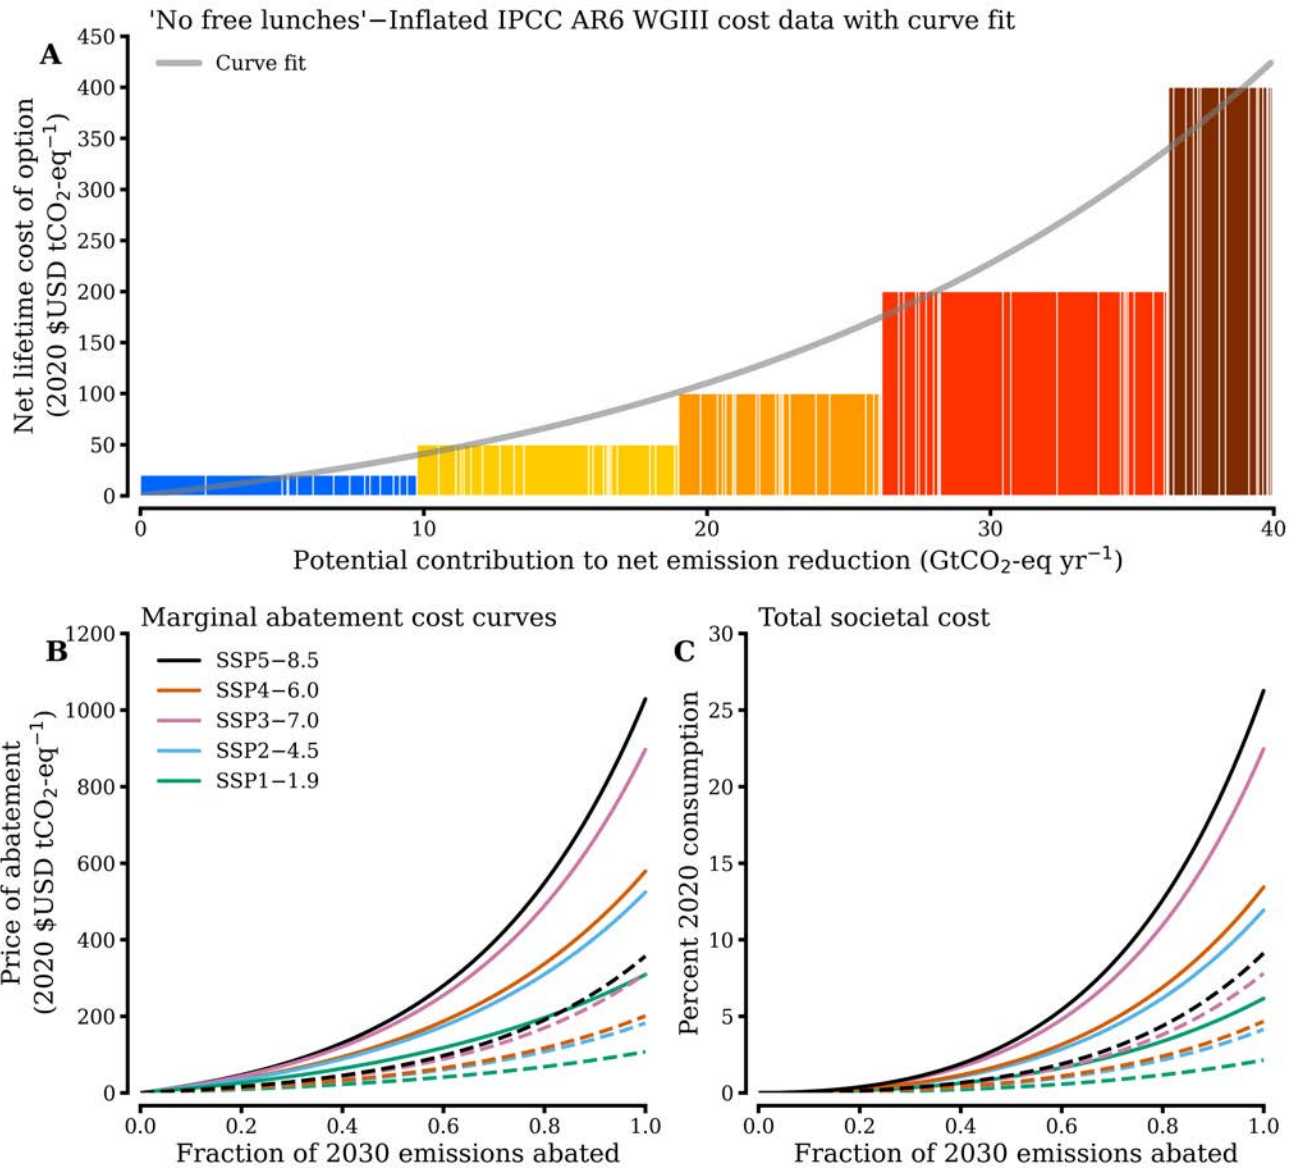 'No free lunches'−Inflated IPCC AR6 WGIII cost data with curve fit
A
Curve fit
Net lifetime cost of option
(2020 $USD tCO₂-eq⁻¹)
450
400
350
300
250
200
150
100
50
0
0 10 20 30 40
Potential contribution to net emission reduction (GtCO₂-eq yr⁻¹)
Marginal abatement cost curves
B
SSP5−8.5
SSP4−6.0
SSP3−7.0
SSP2−4.5
SSP1−1.9
Price of abatement
(2020 $USD tCO₂-eq⁻¹)
1200
1000
800
600
400
200
0
0.0 0.2 0.4 0.6 0.8 1.0
Fraction of 2030 emissions abated
Total societal cost
C
Percent 2020 consumption
30
25
20
15
10
5
0
0.0 0.2 0.4 0.6 0.8 1.0
Fraction of 2030 emissions abated